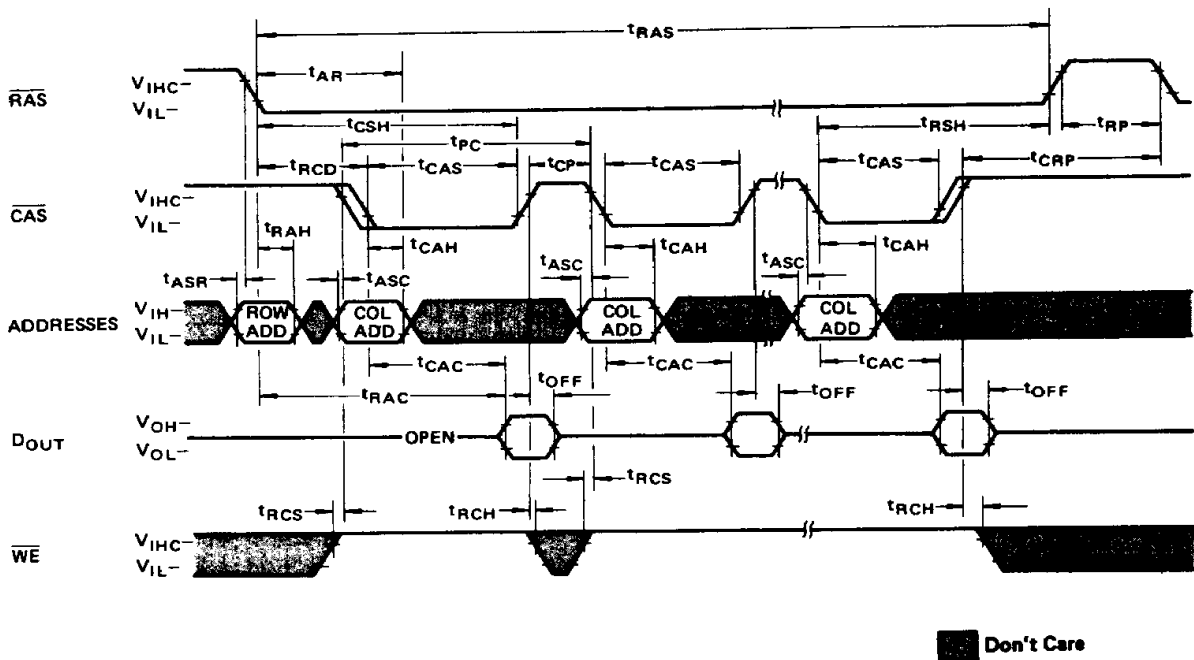 tRAS
tAR
RAS
VIHC–
VIL–
tCSH
tPC
tRSH
tRP
tRCD
tCAS
tCP
tCAS
tCAS
tCRP
CAS
VIHC–
VIL–
tRAH
tCAH
tCAH
tCAH
tASR
tASC
tASC
tASC
ADDRESSES
VIH–
VIL–
ROW ADD
COL ADD
COL ADD
COL ADD
tCAC
tCAC
tCAC
tRAC
tOFF
tOFF
tOFF
DOUT
VOH–
VOL–
OPEN
tRCS
tRCS
tRCH
tRCH
WE
VIHC–
VIL–
Don't Care